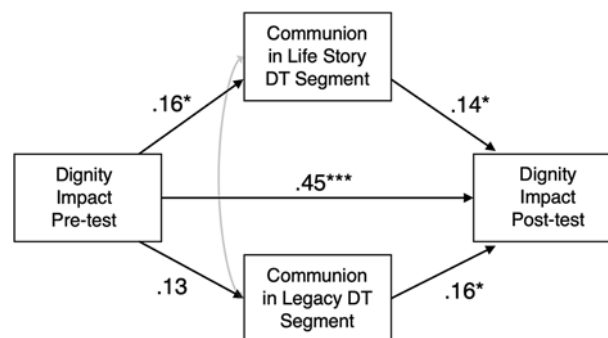 Communion
in Life Story
DT Segment
.16*
.14*
Dignity
Impact
Pre-test
.45***
Dignity
Impact
Post-test
.13
.16*
Communion
in Legacy DT
Segment